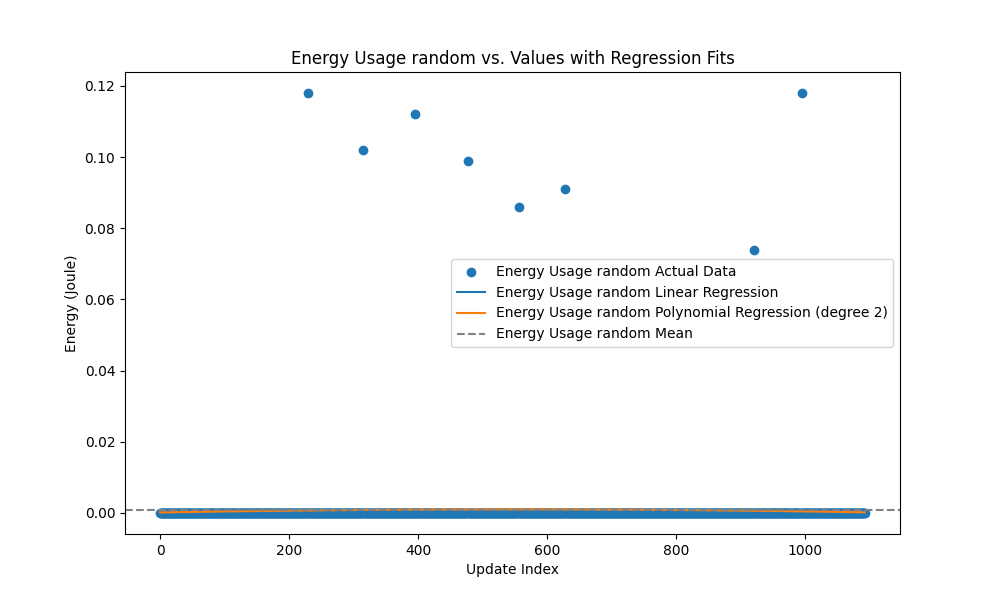 Energy Usage random vs. Values with Regression Fits
0.12
0.10
0.08
0.06
0.04
0.02
0.00
Energy (Joule)
Energy Usage random Actual Data
Energy Usage random Linear Regression
Energy Usage random Polynomial Regression (degree 2)
Energy Usage random Mean
0 200 400 600 800 1000
Update Index